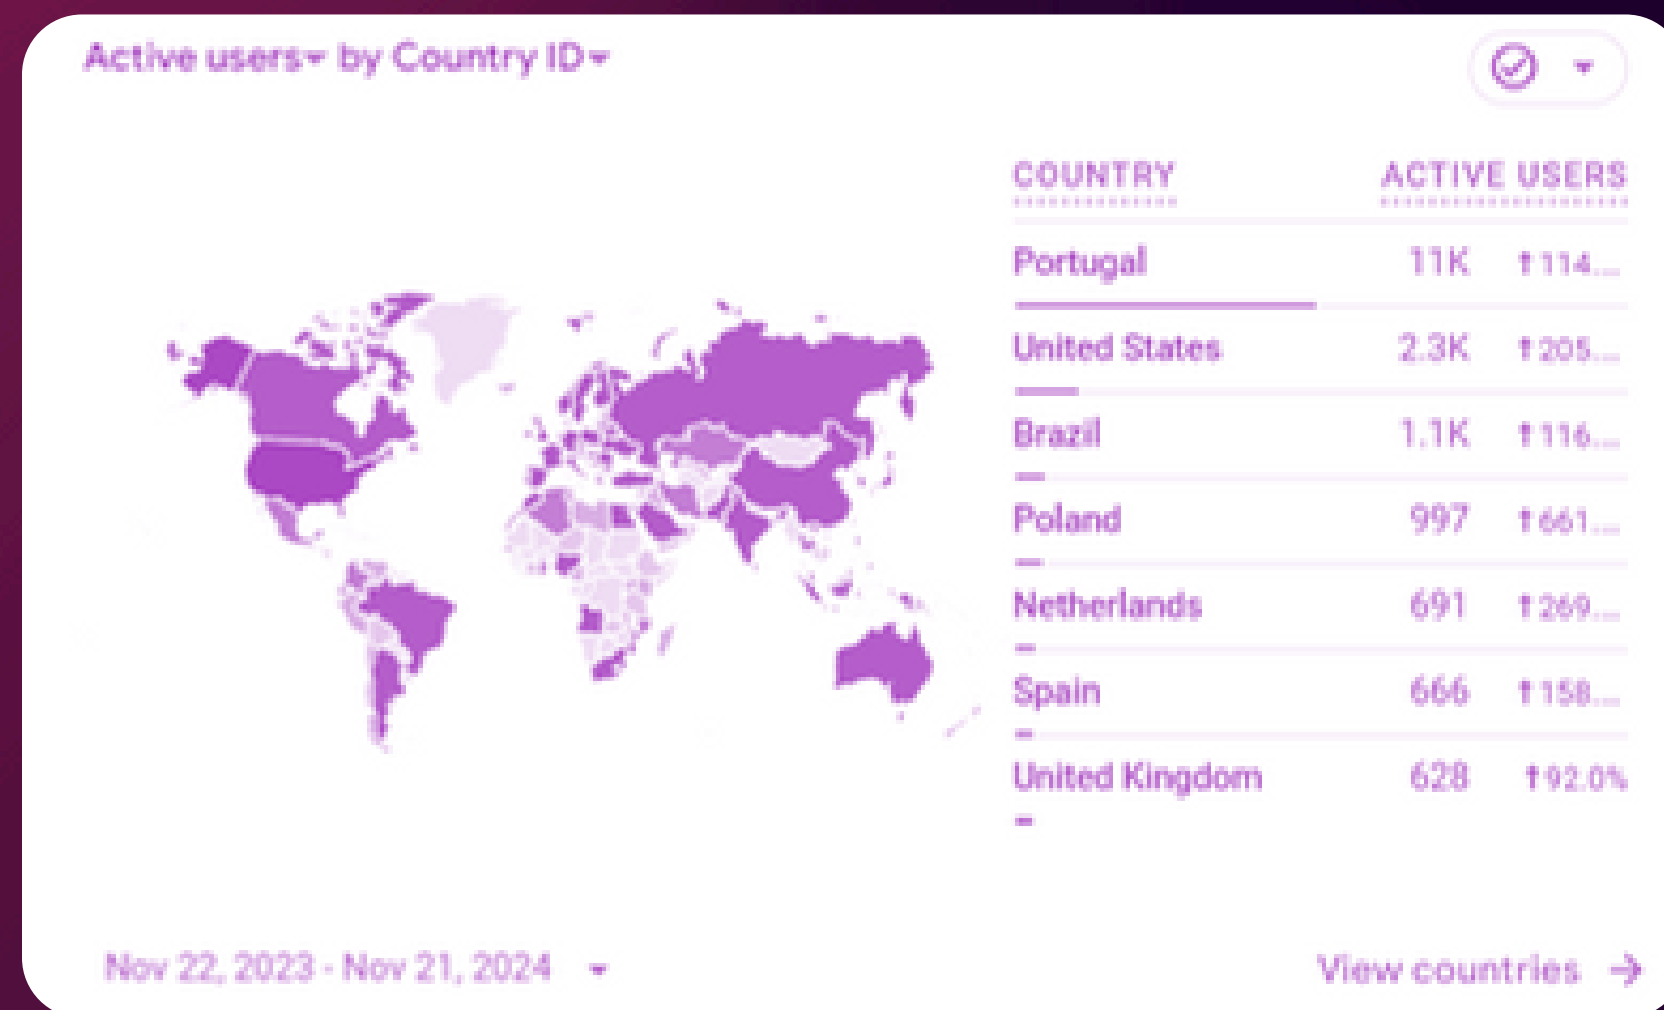 Active users by Country ID
COUNTRY ACTIVE USERS
Portugal 11K ↑114...
United States 2.3K ↑205...
Brazil 1.1K ↑116...
Poland 997 ↑661...
Netherlands 691 ↑269...
Spain 666 ↑158...
United Kingdom 628 ↑92.0%
Nov 22, 2023 - Nov 21, 2024 View countries →